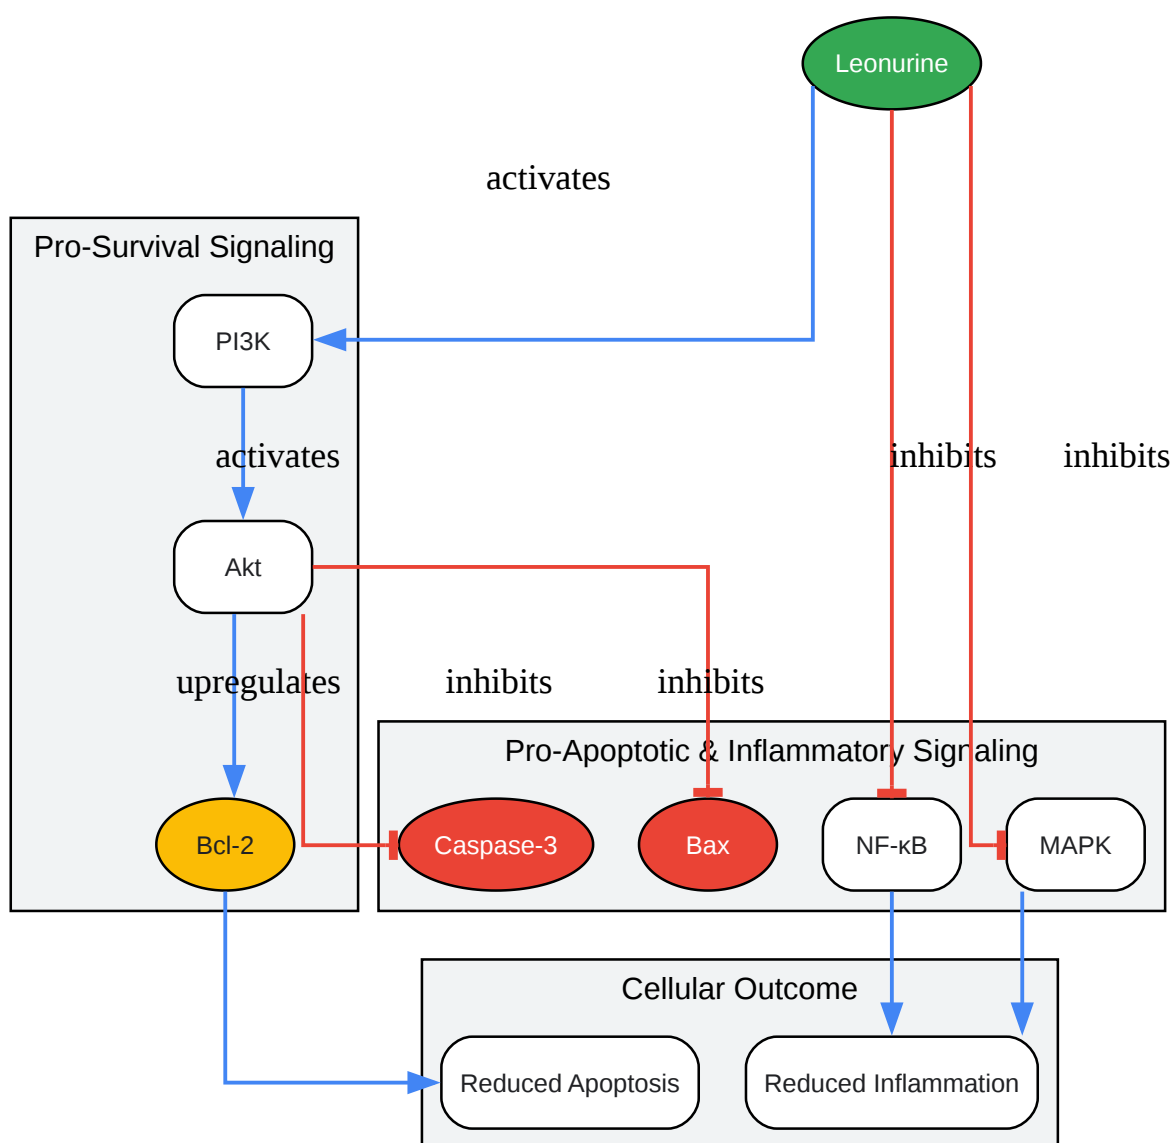 Leonurine
activates
Pro-Survival Signaling
PI3K
activates
inhibits
inhibits
Akt
upregulates
inhibits
inhibits
Pro-Apoptotic & Inflammatory Signaling
Bcl-2
Caspase-3
Bax
NF-κB
MAPK
Cellular Outcome
Reduced Apoptosis
Reduced Inflammation